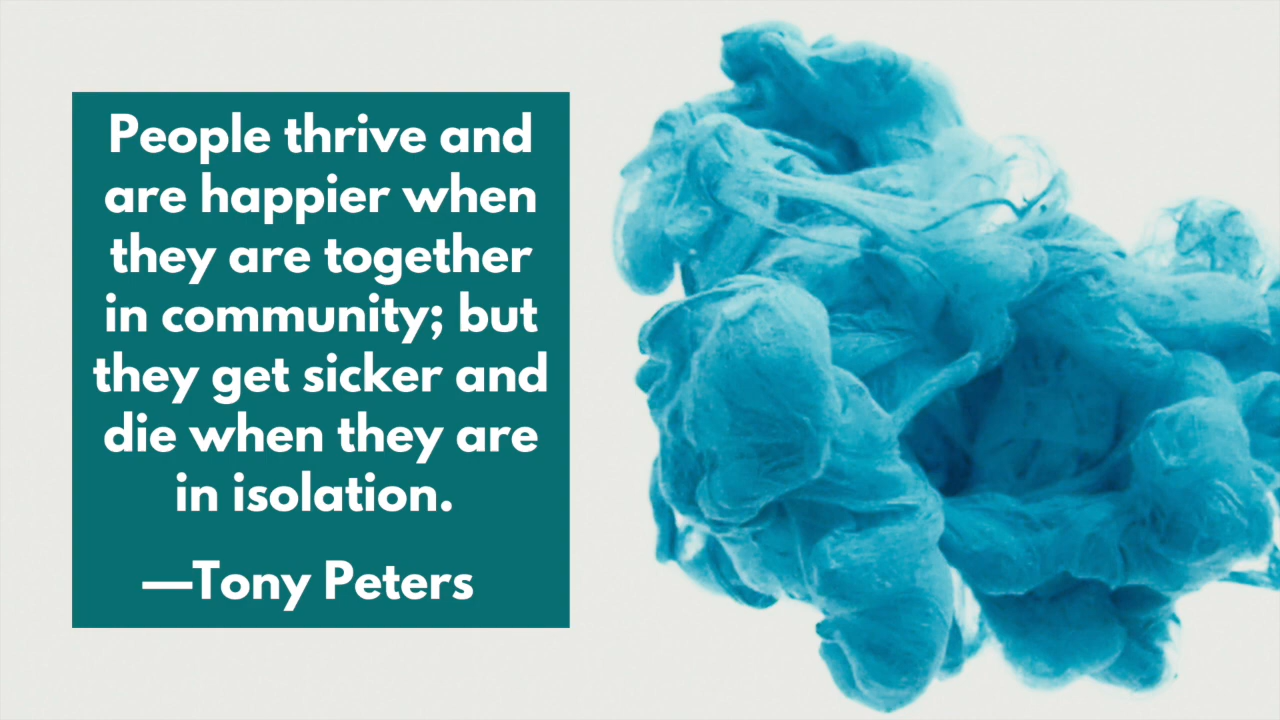 People thrive and
are happier when
they are together
in community; but
they get sicker and
die when they are
in isolation.
—Tony Peters